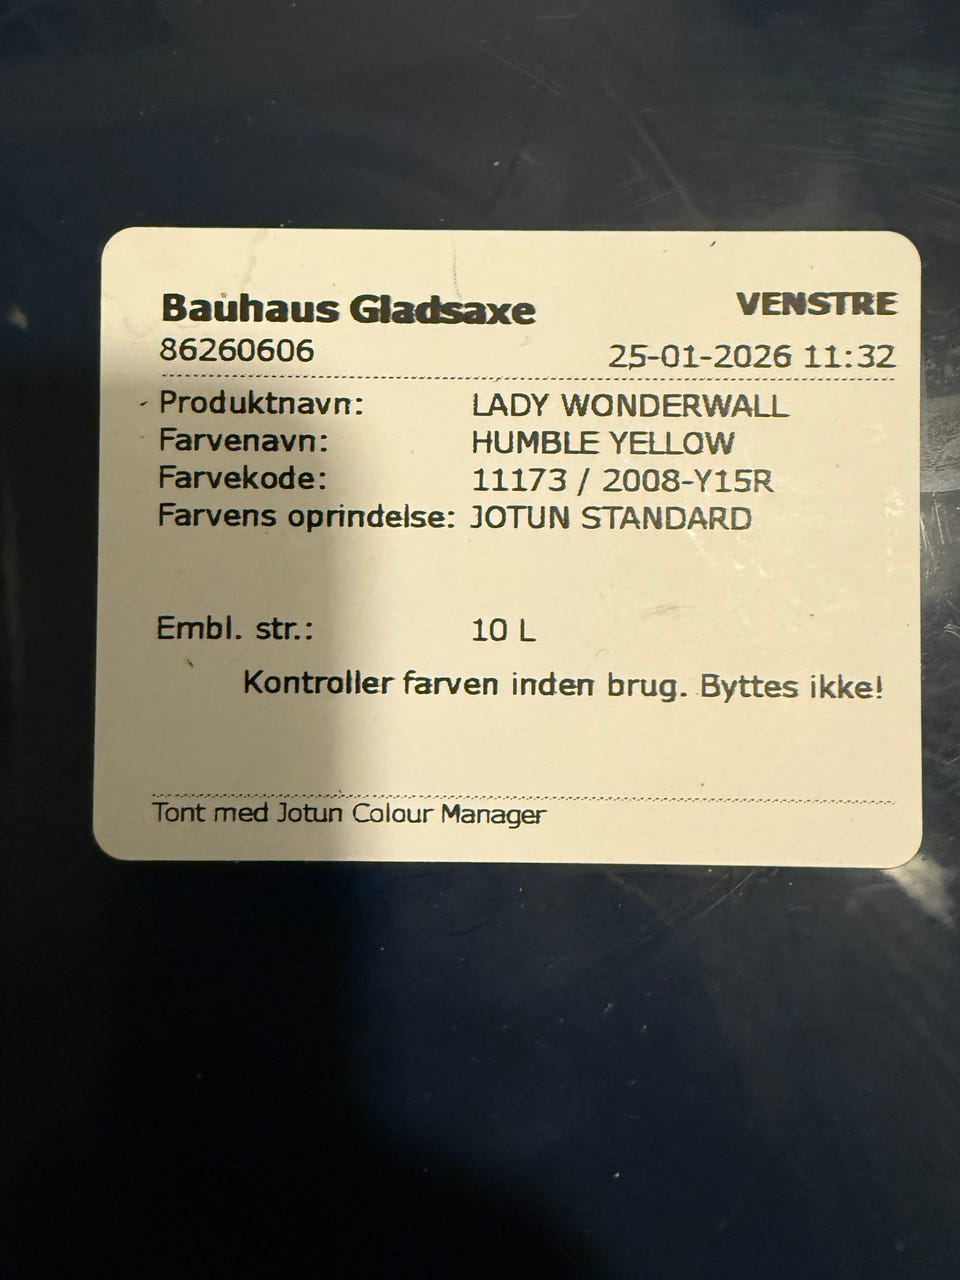 Bauhaus Gladsaxe VENSTRE
86260606 25-01-2026 11:32
Produktnavn: LADY WONDERWALL
Farvenavn: HUMBLE YELLOW
Farvekode: 11173 / 2008-Y15R
Farvens oprindelse: JOTUN STANDARD
Embl. str.: 10 L
Kontroller farven inden brug. Byttes ikke!
Tont med Jotun Colour Manager